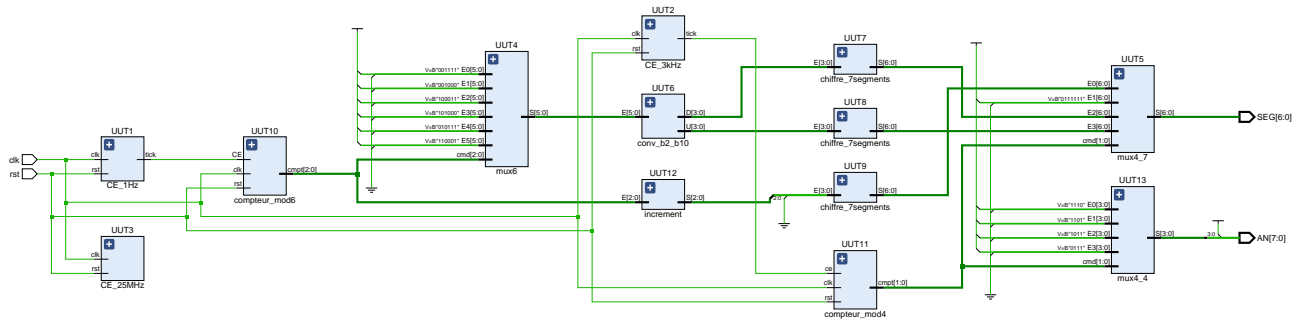 clk
rst
UUT1
clk
rst
tick
CE_1Hz
UUT3
clk
rst
CE_25MHz
UUT10
CE
clk
rst
cmpt[2:0]
compteur_mod6
UUT4
V=B"001111" E0[5:0]
V=B"001000" E1[5:0]
V=B"100011" E2[5:0]
V=B"101000" E3[5:0]
V=B"010111" E4[5:0]
V=B"110001" E5[5:0]
cmd[2:0]
S[5:0]
mux6
UUT2
clk
rst
tick
CE_3kHz
UUT6
E[5:0]
D[3:0]
U[3:0]
conv_b2_b10
UUT12
E[2:0]
S[2:0]
increment
UUT7
E[3:0]
S[6:0]
chiffre_7segments
UUT8
E[3:0]
S[6:0]
chiffre_7segments
UUT9
2:0
E[3:0]
S[6:0]
chiffre_7segments
UUT11
ce
clk
rst
cmpt[1:0]
compteur_mod4
UUT5
E0[6:0]
V=B"0111111" E1[6:0]
E2[6:0]
E3[6:0]
cmd[1:0]
S[6:0]
mux4_7
UUT13
V=B"1110" E0[3:0]
V=B"1101" E1[3:0]
V=B"1011" E2[3:0]
V=B"0111" E3[3:0]
cmd[1:0]
S[3:0]
mux4_4
3:0
SEG[6:0]
AN[7:0]